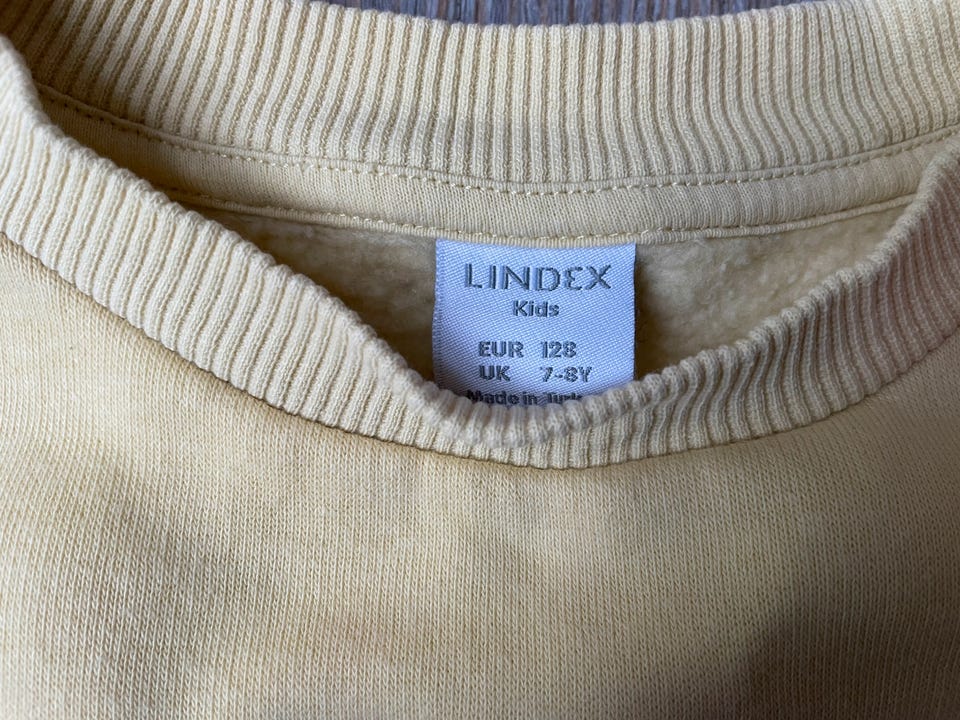 LINDEX
Kids
EUR 128
UK 7-8Y
Made in